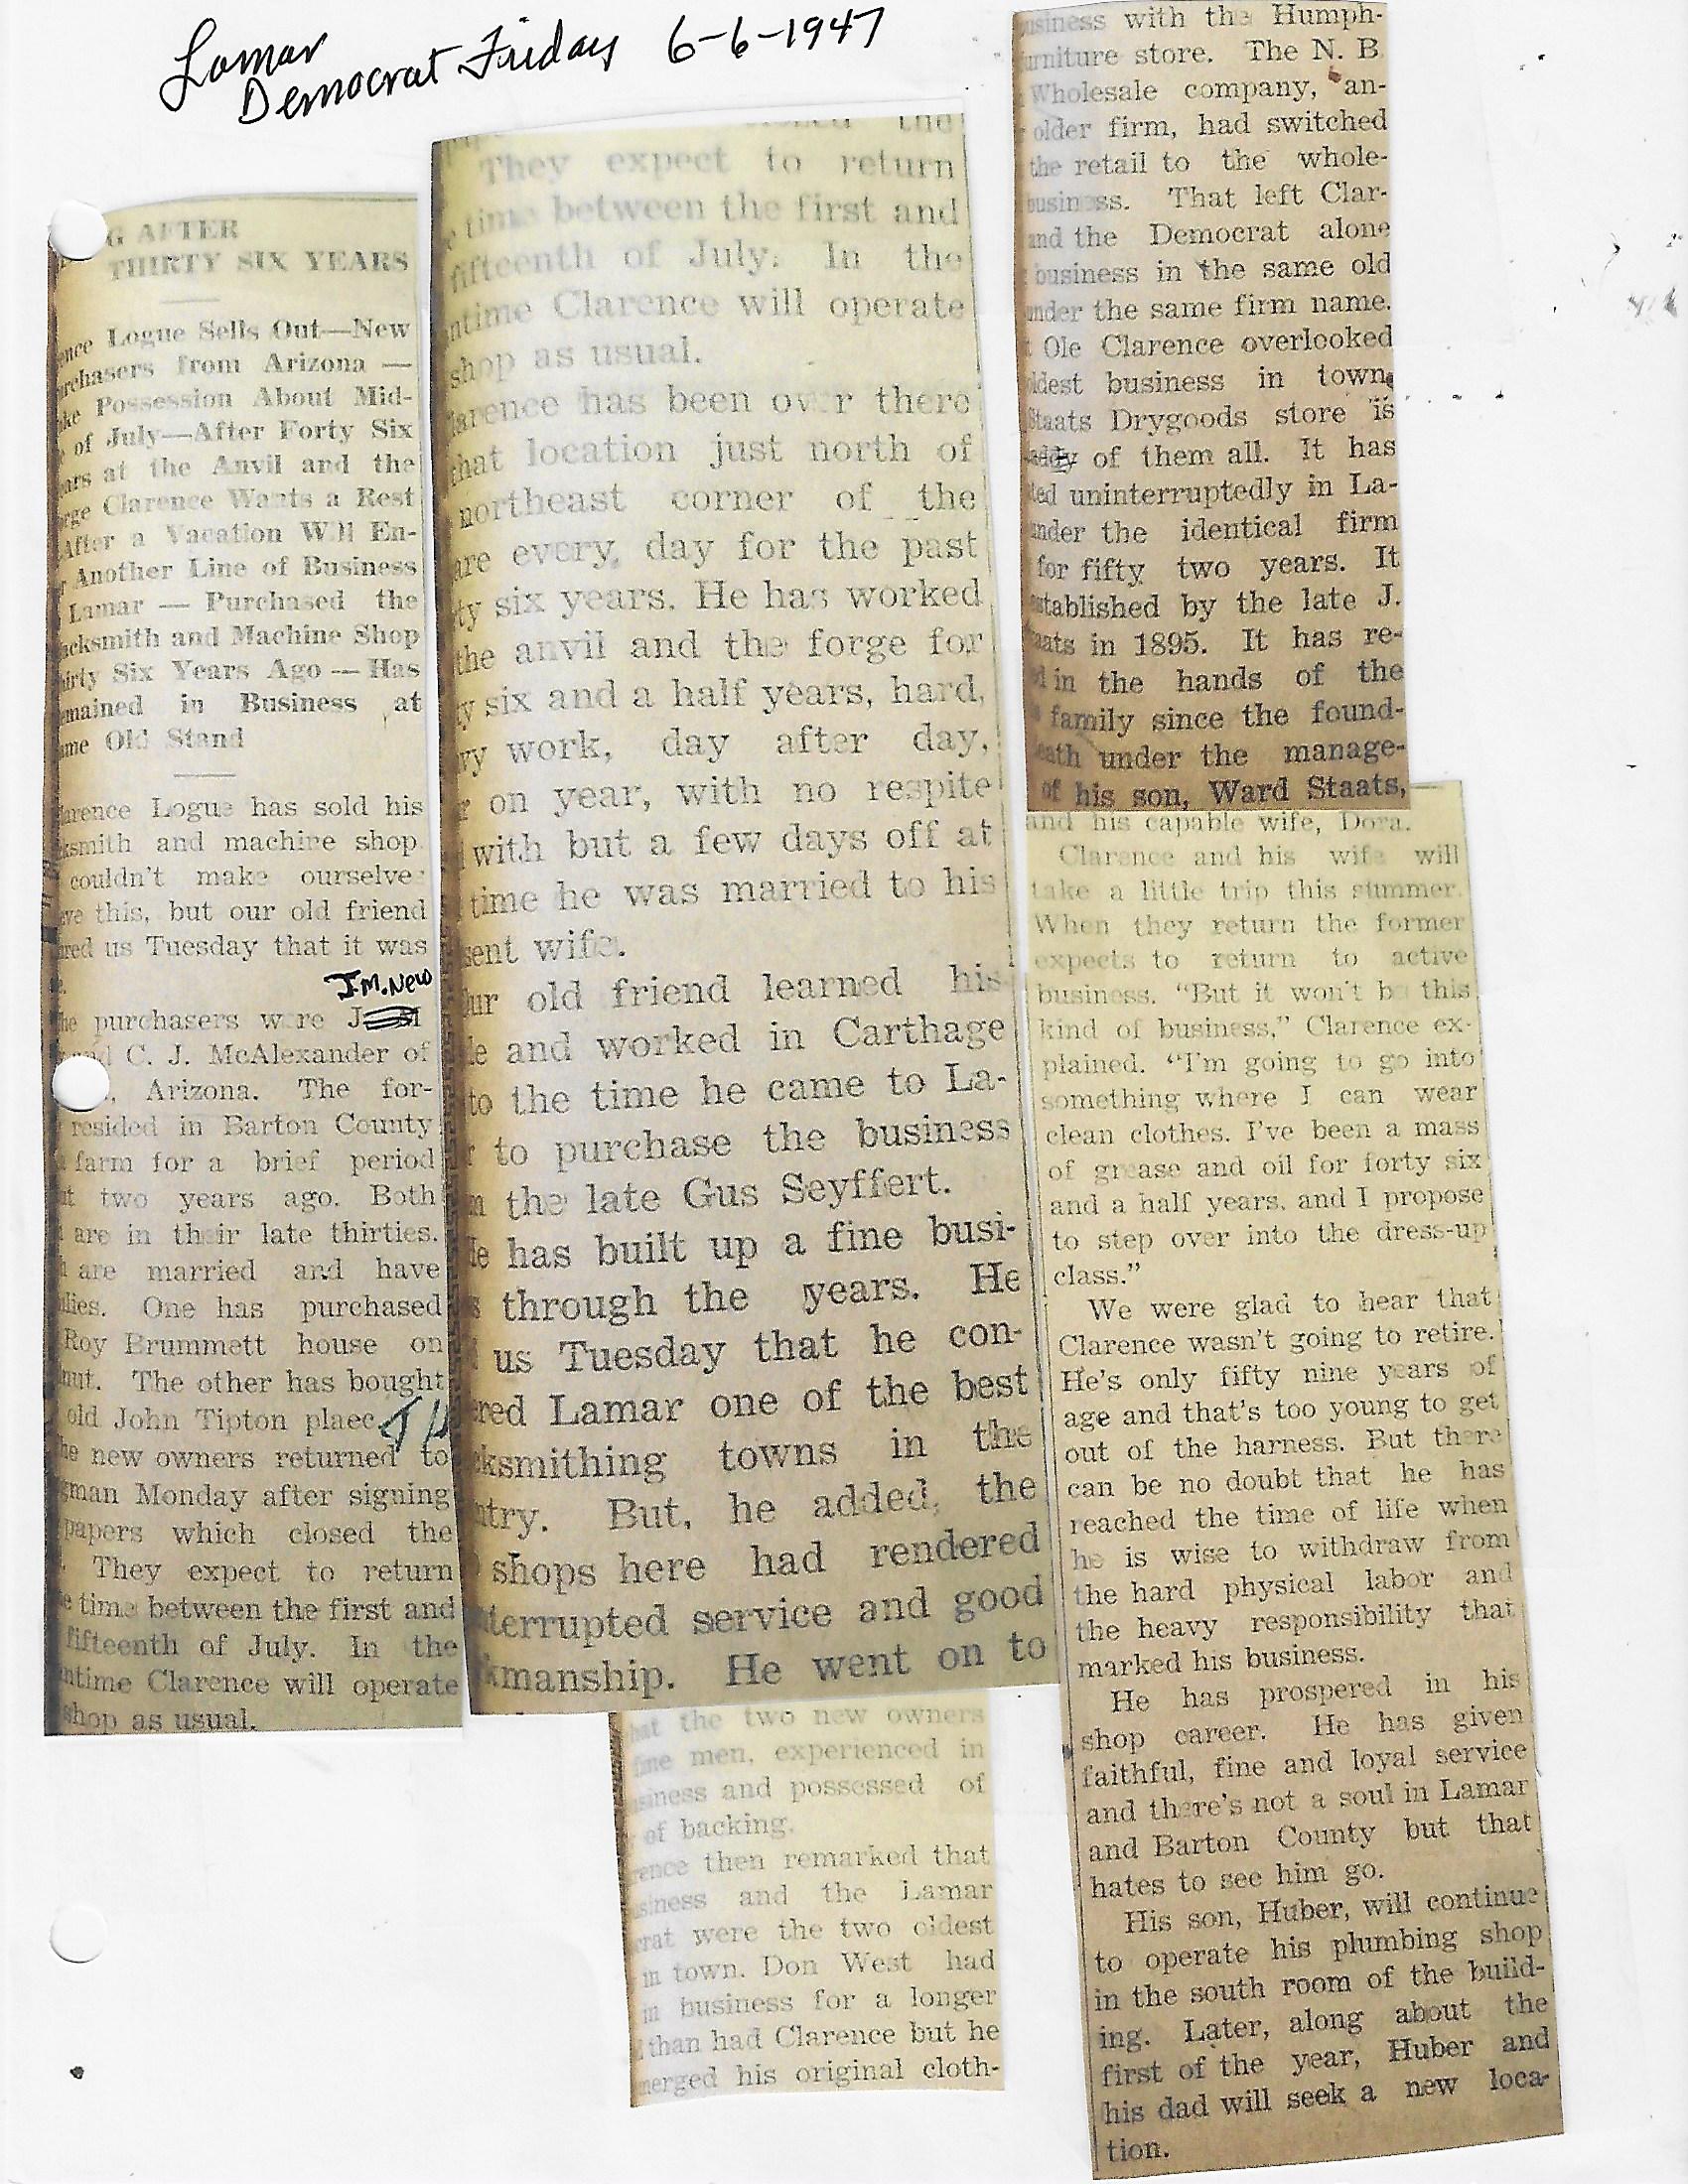 Lamar
Democrat Friday 6-6-1947
G AFTER
THIRTY SIX YEARS
ence Logue Sells Out—New
rchasers from Arizona —
ke Possession About Mid-
of July—After Forty Six
ars at the Anvil and the
rge Clarence Wants a Rest
After a Vacation Will En-
r Another Line of Business
Lamar — Purchased the
acksmith and Machine Shop
hirty Six Years Ago — Has
emained in Business at
ame Old Stand
larence Logue has sold his
ksmith and machine shop
couldn't make ourselve
ve this, but our old friend
red us Tuesday that it was
e.
J.M. New
he purchasers were J
and C. J. McAlexander of
, Arizona. The for-
resided in Barton County
farm for a brief period
t two years ago. Both
are in their late thirties.
are married and have
ilies. One has purchased
Roy Brummett house on
nut. The other has bought
old John Tipton plaec
he new owners returned to
gman Monday after signing
papers which closed the
. They expect to return
e time between the first and
fifteenth of July. In the
ntime Clarence will operate
shop as usual.
the
They expect to return
e time between the first and
fifteenth of July. In the
ntime Clarence will operate
shop as usual.
larence has been over there
that location just north of
northeast corner of the
are every, day for the past
ty six years. He has worked
the anvil and the forge for
ty six and a half years, hard,
vy work, day after day,
r on year, with no respite
with but a few days off at
time he was married to his
sent wife.
ur old friend learned his
le and worked in Carthage
to the time he came to La-
r to purchase the business
n the late Gus Seyffert.
le has built up a fine busi-
s through the years. He
us Tuesday that he con-
ered Lamar one of the best
cksmithing towns in the
ntry. But, he added, the
shops here had rendered
nterrupted service and good
kmanship. He went on to
hat the two new owners
fine men, experienced in
siness and possessed of
of backing.
ence then remarked that
siness and the Lamar
crat were the two oldest
in town. Don West had
in business for a longer
than had Clarence but he
merged his original cloth-
usiness with the Humph-
urniture store. The N. B.
Wholesale company, an-
older firm, had switched
the retail to the whole-
business. That left Clar-
and the Democrat alone
business in the same old
under the same firm name.
Ole Clarence overlooked
ldest business in town,
Staats Drygoods store is
addy of them all. It has
ted uninterruptedly in La-
under the identical firm
for fifty two years. It
stablished by the late J.
taats in 1895. It has re-
d in the hands of the
family since the found-
eath under the manage-
of his son, Ward Staats,
and his capable wife, Dora.
Clarence and his wife will
take a little trip this summer.
When they return the former
expects to return to active
business. “But it won't be this
kind of business,” Clarence ex-
plained. “I'm going to go into
something where I can wear
clean clothes. I've been a mass
of grease and oil for forty six
and a half years, and I propose
to step over into the dress-up
class.”
We were glad to hear that
Clarence wasn't going to retire.
He's only fifty nine years of
age and that's too young to get
out of the harness. But there
can be no doubt that he has
reached the time of life when
he is wise to withdraw from
the hard physical labor and
the heavy responsibility that
marked his business.
He has prospered in his
shop career. He has given
faithful, fine and loyal service
and there's not a soul in Lamar
and Barton County but that
hates to see him go.
His son, Huber, will continue
to operate his plumbing shop
in the south room of the build-
ing. Later, along about the
first of the year, Huber and
his dad will seek a new loca-
tion.